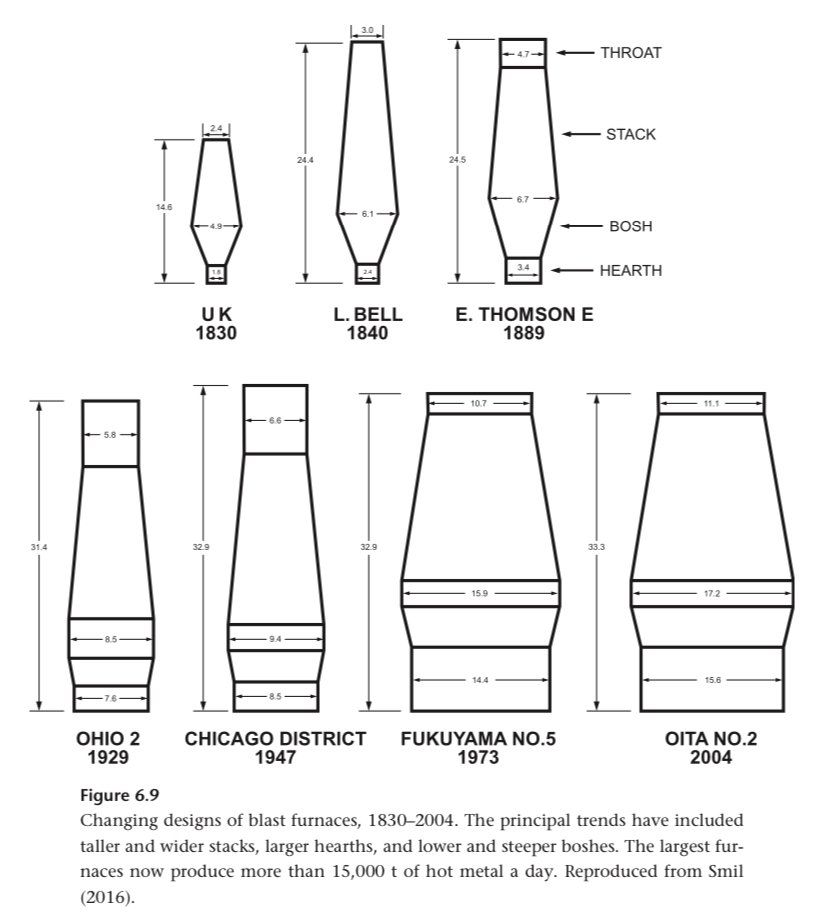 3.0
4.7
THROAT
2.4
STACK
24.4
24.5
14.6
6.7
6.1
4.9
BOSH
1.8
2.4
3.4
HEARTH
U K
1830
L. BELL
1840
E. THOMSON E
1889
5.8
6.6
10.7
11.1
31.4
32.9
32.9
33.3
15.9
17.2
8.5
9.4
14.4
15.6
7.6
8.5
OHIO 2
1929
CHICAGO DISTRICT
1947
FUKUYAMA NO.5
1973
OITA NO.2
2004
Figure 6.9
Changing designs of blast furnaces, 1830–2004. The principal trends have included
taller and wider stacks, larger hearths, and lower and steeper boshes. The largest fur-
naces now produce more than 15,000 t of hot metal a day. Reproduced from Smil
(2016).